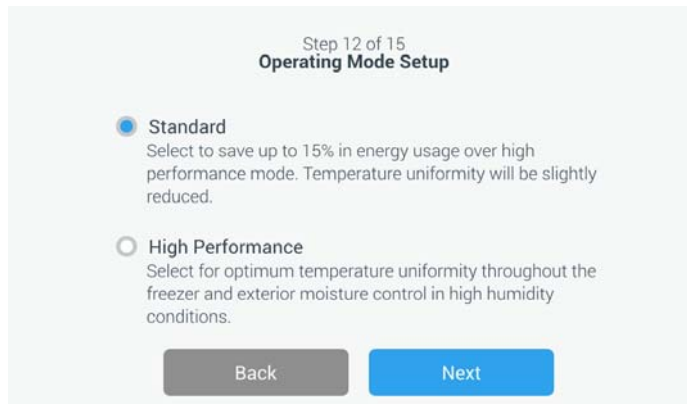 Step 12 of 15
Operating Mode Setup
Standard
Select to save up to 15% in energy usage over high
performance mode. Temperature uniformity will be slightly
reduced.
High Performance
Select for optimum temperature uniformity throughout the
freezer and exterior moisture control in high humidity
conditions.
Back Next